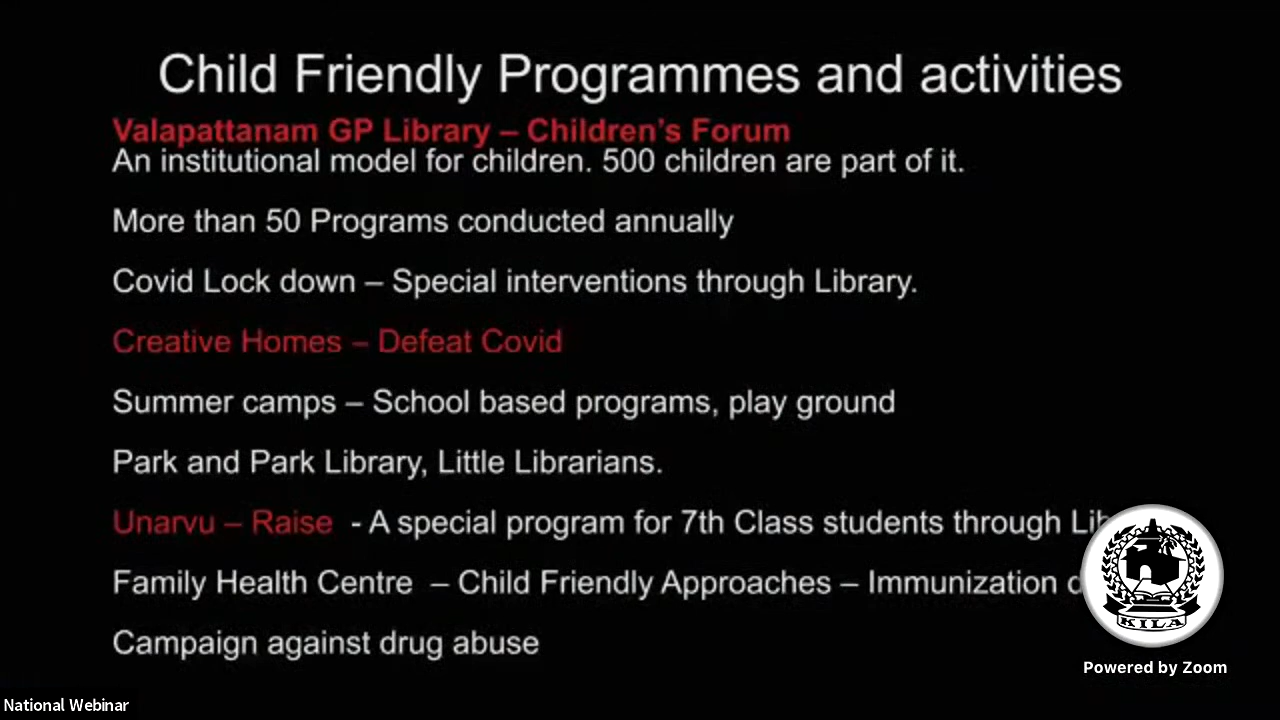 Child Friendly Programmes and activities
Valapattanam GP Library – Children's Forum
An institutional model for children. 500 children are part of it.
More than 50 Programs conducted annually
Covid Lock down – Special interventions through Library.
Creative Homes – Defeat Covid
Summer camps – School based programs, play ground
Park and Park Library, Little Librarians.
Unarvu – Raise - A special program for 7th Class students through
Family Health Centre – Child Friendly Approaches – Immunization
Campaign against drug abuse
KILA
Powered by Zoom
National Webinar